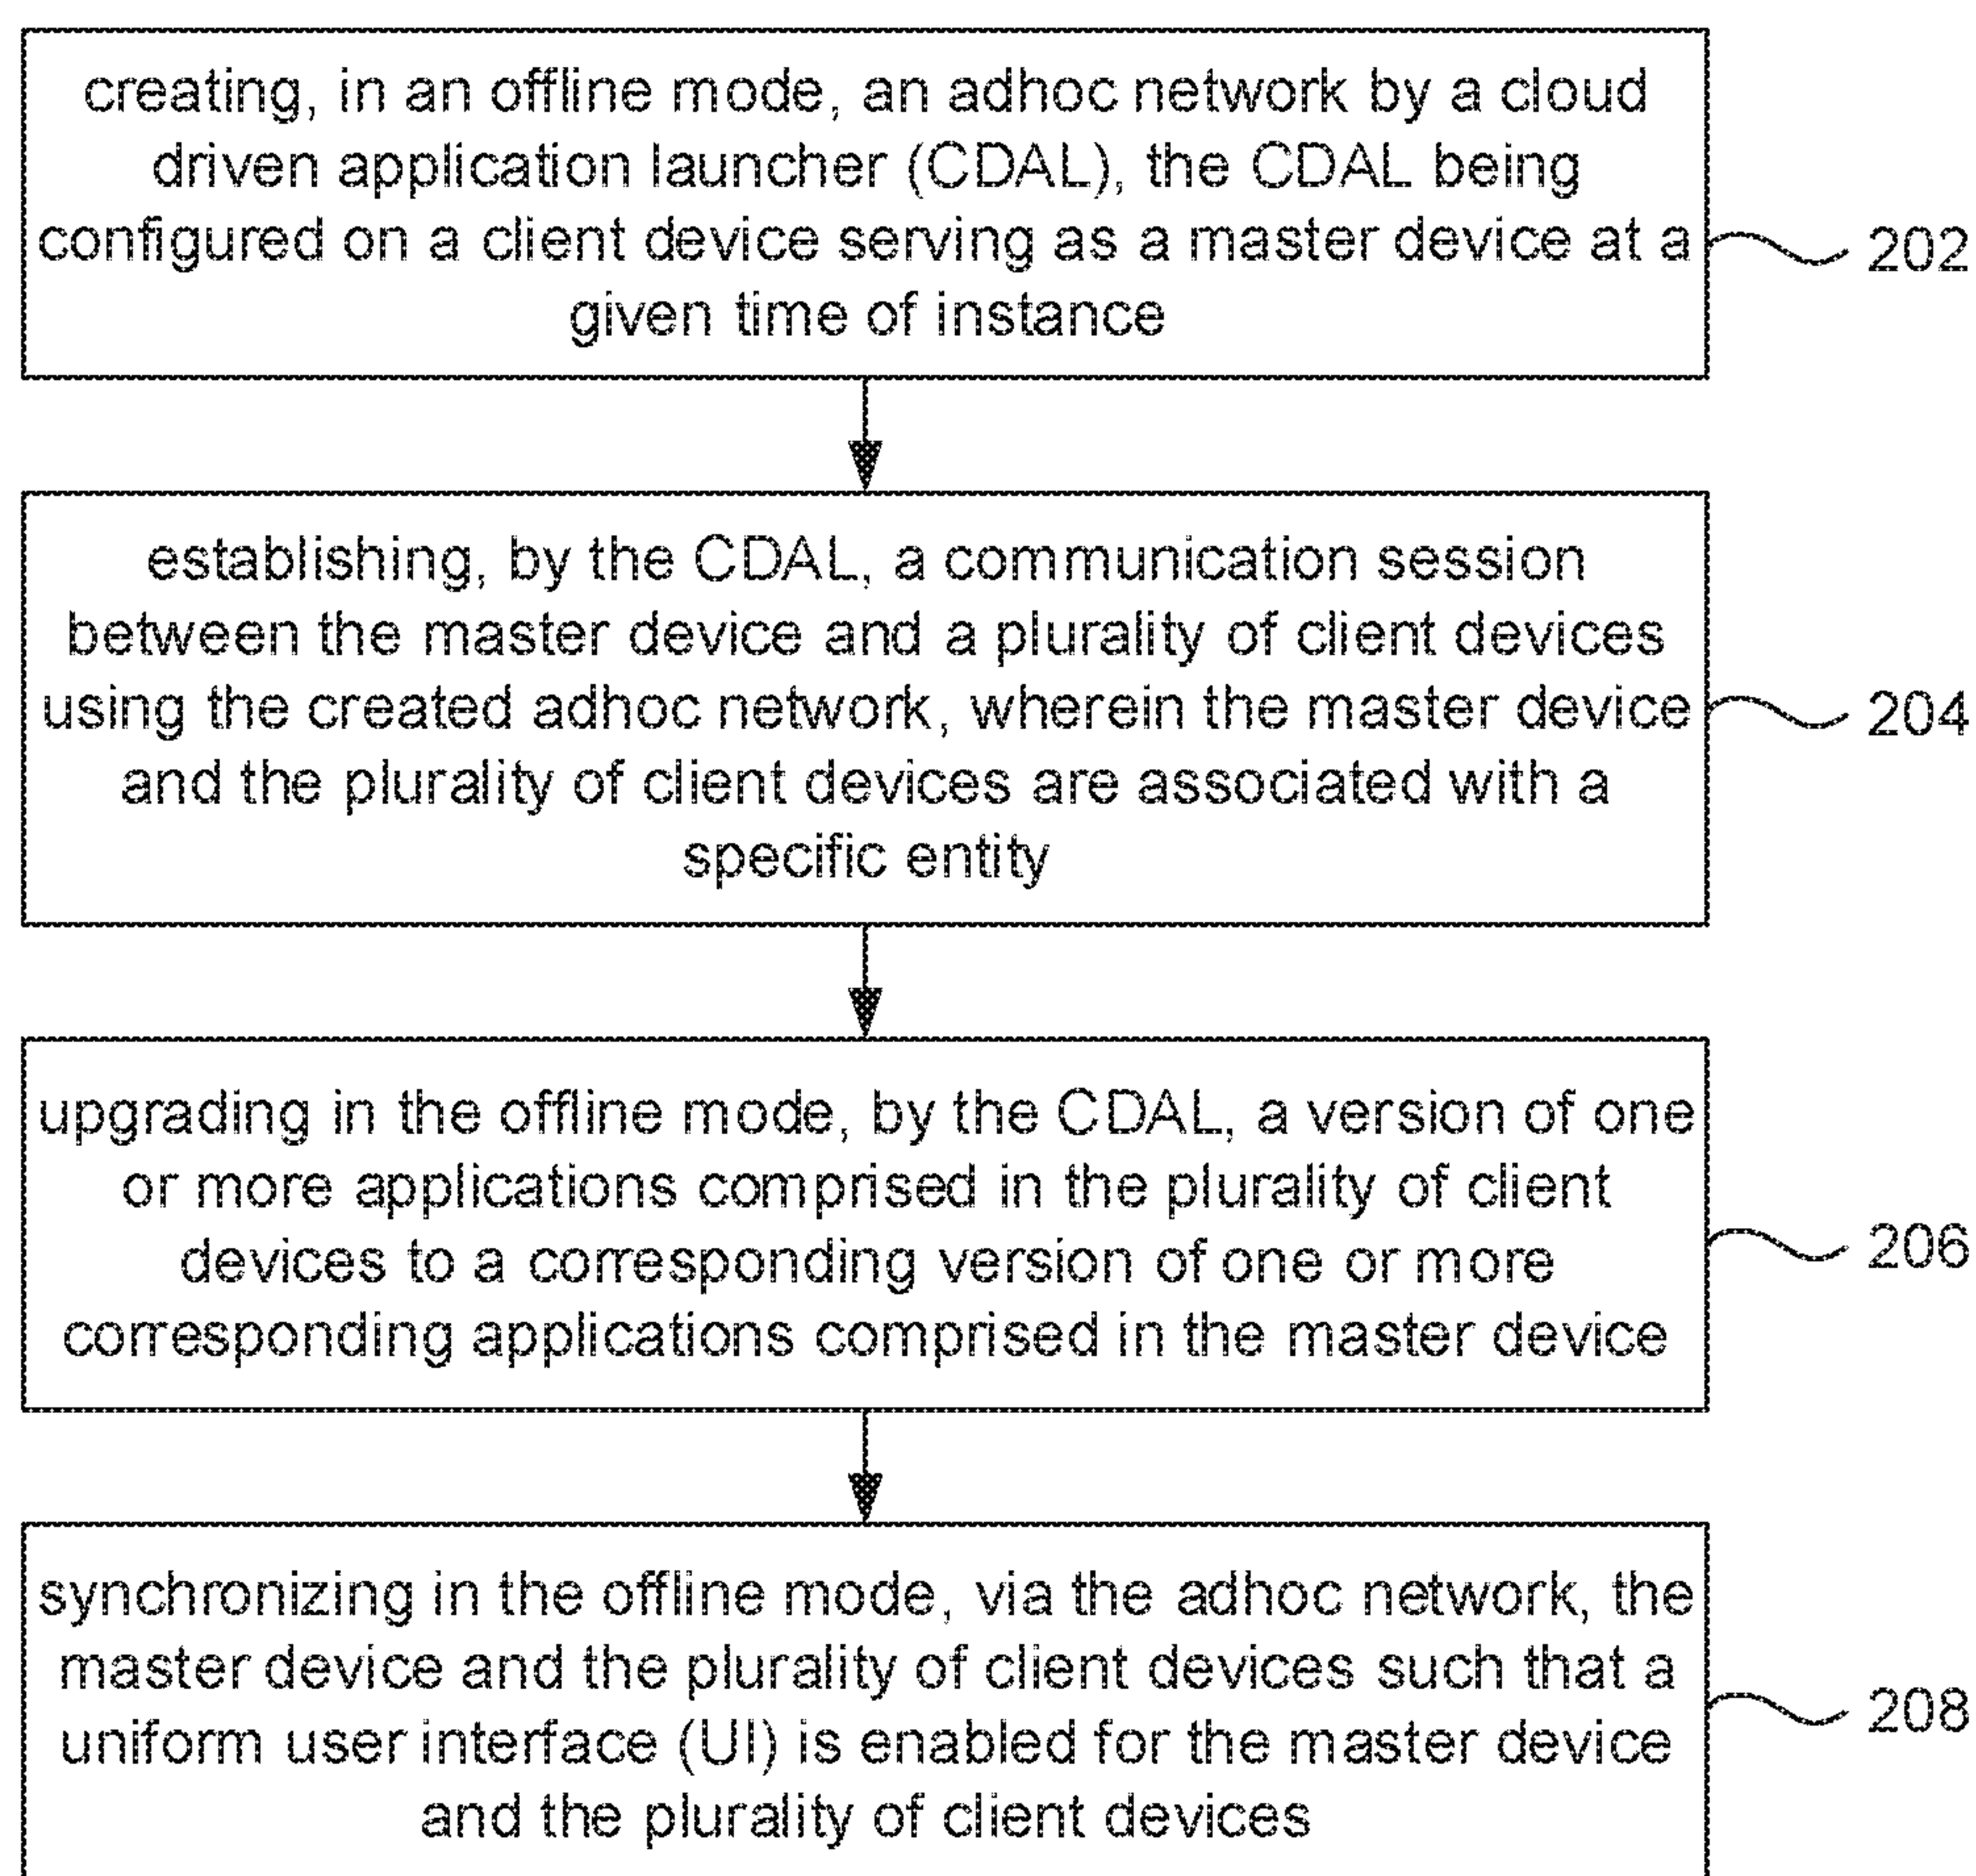 creating, in an offline mode, an adhoc network by a cloud
driven application launcher (CDAL), the CDAL being
configured on a client device serving as a master device at a
given time of instance
202
establishing, by the CDAL, a communication session
between the master device and a plurality of client devices
using the created adhoc network, wherein the master device
and the plurality of client devices are associated with a
specific entity
204
upgrading in the offline mode, by the CDAL, a version of one
or more applications comprised in the plurality of client
devices to a corresponding version of one or more
corresponding applications comprised in the master device
206
synchronizing in the offline mode, via the adhoc network, the
master device and the plurality of client devices such that a
uniform user interface (UI) is enabled for the master device
and the plurality of client devices
208